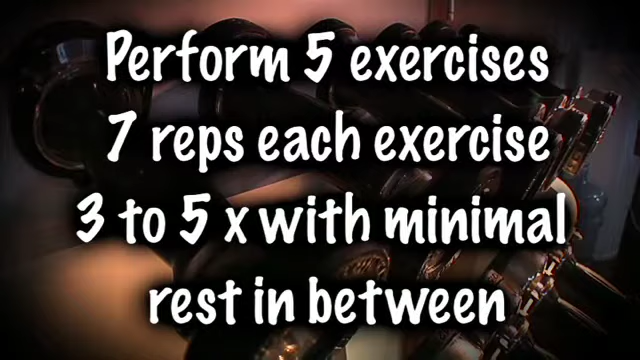 Perform 5 exercises
7 reps each exercise
3 to 5 x with minimal
rest in between